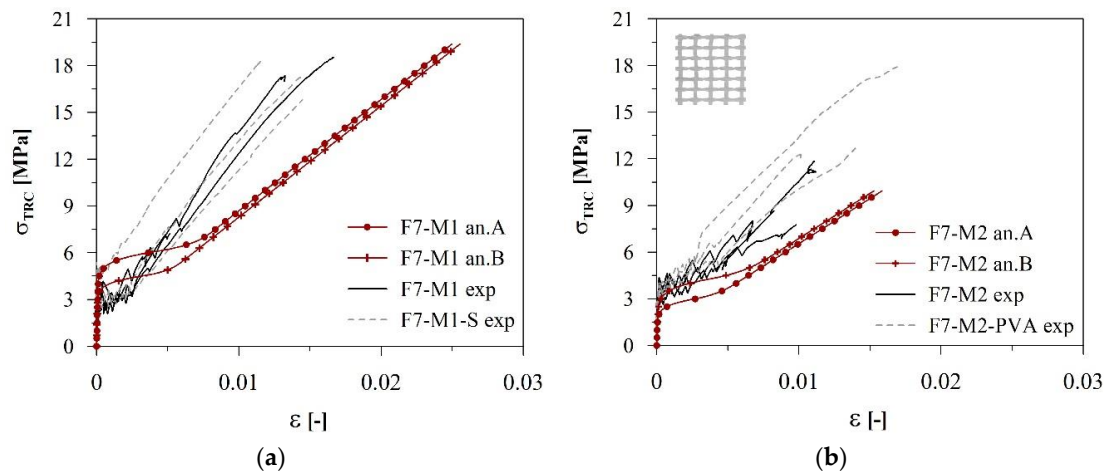 21
18
15
12
9
6
3
0
σTRC [MPa]
F7-M1 an.A
F7-M1 an.B
F7-M1 exp
F7-M1-S exp
0 0.01 0.02 0.03
ε [-]
(a)
21
18
15
12
9
6
3
0
σTRC [MPa]
F7-M2 an.A
F7-M2 an.B
F7-M2 exp
F7-M2-PVA exp
0 0.01 0.02 0.03
ε [-]
(b)